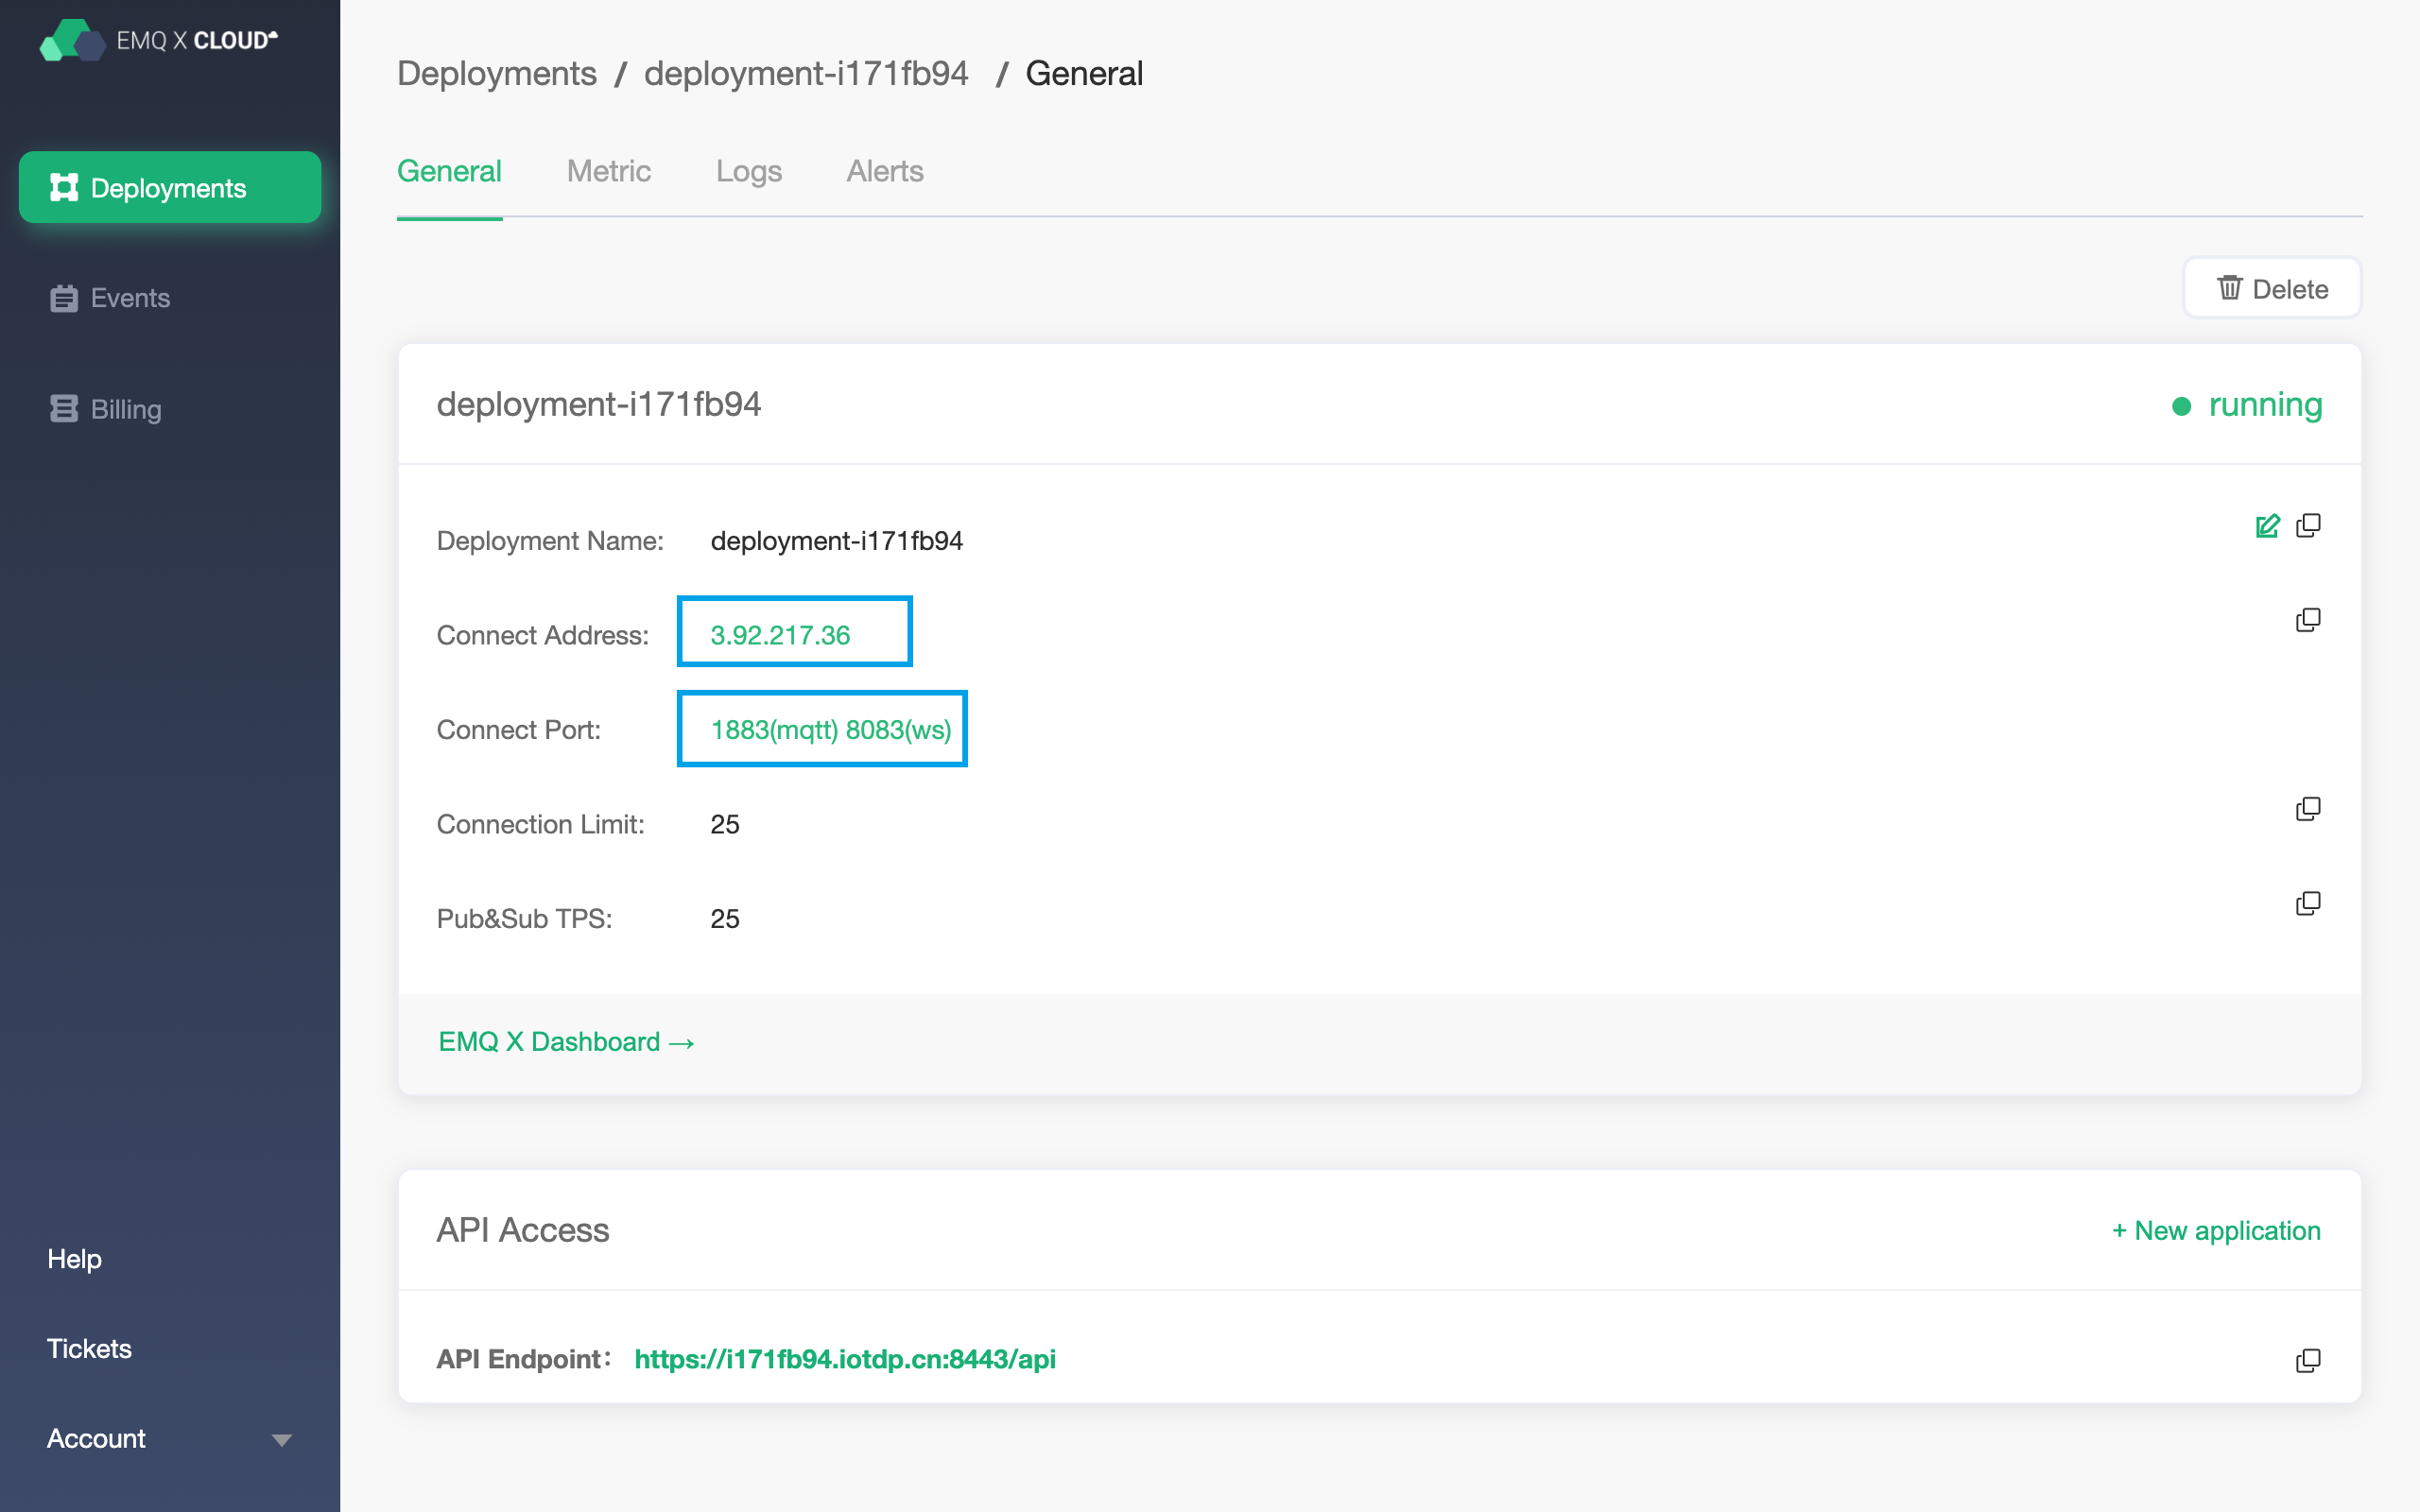 EMQ X CLOUD
Deployments
Events
Billing
Help
Tickets
Account
Deployments / deployment-i171fb94 / General
General Metric Logs Alerts
Delete
deployment-i171fb94 running
Deployment Name: deployment-i171fb94
Connect Address: 3.92.217.36
Connect Port: 1883(mqtt) 8083(ws)
Connection Limit: 25
Pub&Sub TPS: 25
EMQ X Dashboard →
API Access + New application
API Endpoint: https://i171fb94.iotdp.cn:8443/api